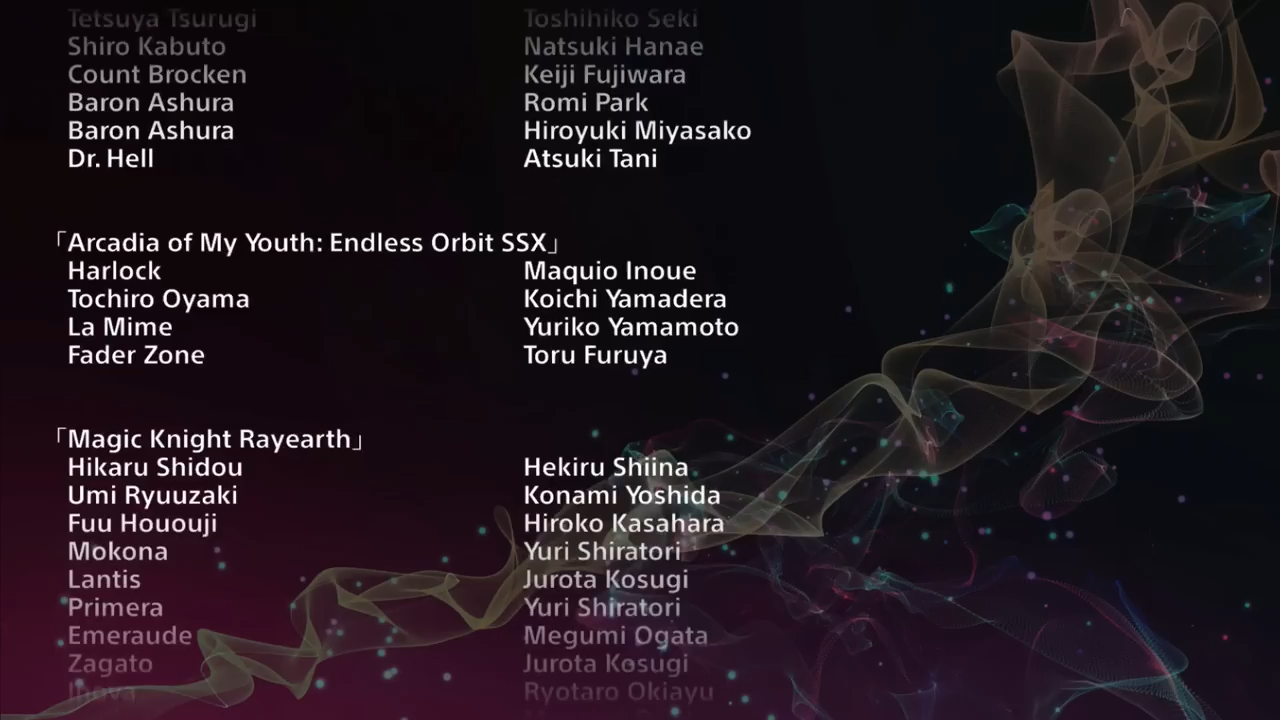 Tetsuya Tsurugi Toshihiko Seki
Shiro Kabuto Natsuki Hanae
Count Brocken Keiji Fujiwara
Baron Ashura Romi Park
Baron Ashura Hiroyuki Miyasako
Dr. Hell Atsuki Tani
「Arcadia of My Youth: Endless Orbit SSX」
Harlock Maquio Inoue
Tochiro Oyama Koichi Yamadera
La Mime Yuriko Yamamoto
Fader Zone Toru Furuya
「Magic Knight Rayearth」
Hikaru Shidou Hekiru Shiina
Umi Ryuuzaki Konami Yoshida
Fuu Hououji Hiroko Kasahara
Mokona Yuri Shiratori
Lantis Jurota Kosugi
Primera Yuri Shiratori
Emeraude Megumi Ogata
Zagato Jurota Kosugi
Inova Ryotaro Okiayu